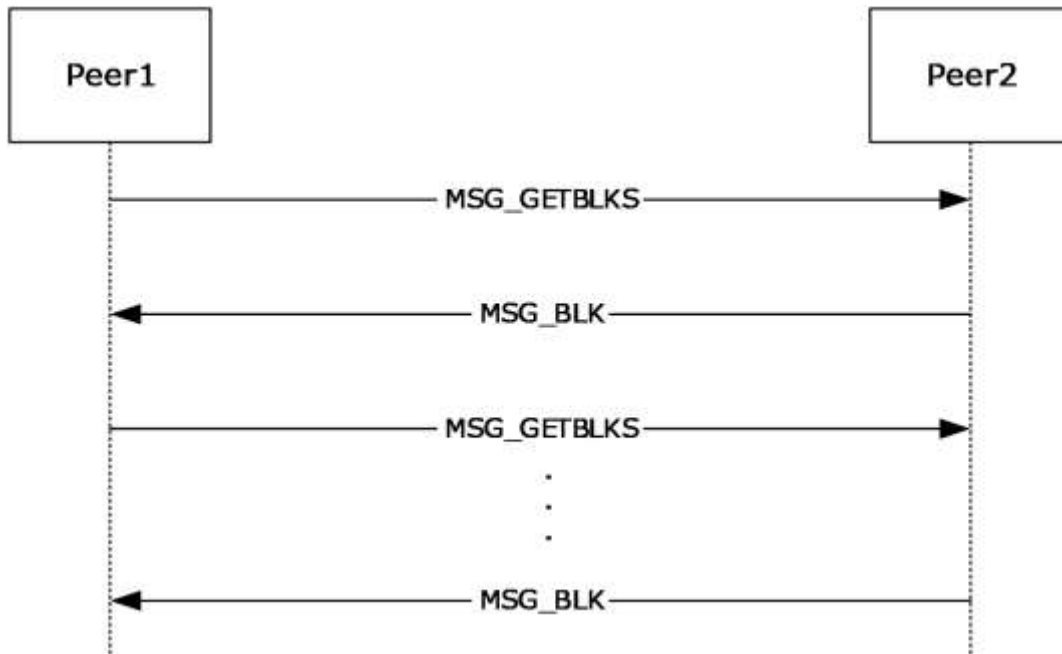 Peer1
Peer2
MSG_GETBLKS
MSG_BLK
MSG_GETBLKS
.
.
.
MSG_BLK